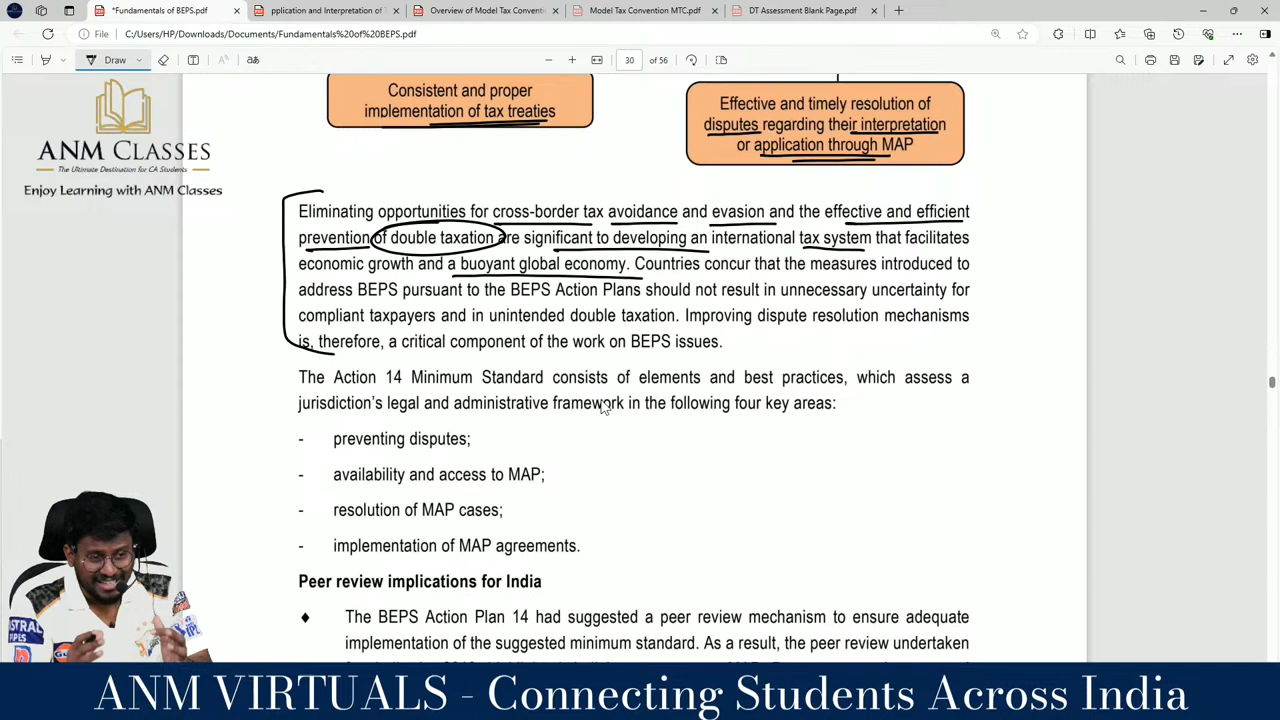 *Fundamentals of BEPS.pdf
pplication and Interpretation of T
Overview of Model Tax Conventi
Model Tax Convention MTC.pdf
DT Assessment Blank Page.pdf
File
C:/Users/HP/Downloads/Documents/Fundamentals%20of%20BEPS.pdf
Draw
30 of 56
Consistent and proper
implementation of tax treaties
Effective and timely resolution of
disputes regarding their interpretation
or application through MAP
ANM CLASSES
The Ultimate Destination for CA Students
Enjoy Learning with ANM Classes
Eliminating opportunities for cross-border tax avoidance and evasion and the effective and efficient
prevention of double taxation are significant to developing an international tax system that facilitates
economic growth and a buoyant global economy. Countries concur that the measures introduced to
address BEPS pursuant to the BEPS Action Plans should not result in unnecessary uncertainty for
compliant taxpayers and in unintended double taxation. Improving dispute resolution mechanisms
is, therefore, a critical component of the work on BEPS issues.
The Action 14 Minimum Standard consists of elements and best practices, which assess a
jurisdiction's legal and administrative framework in the following four key areas:
- preventing disputes;
- availability and access to MAP;
- resolution of MAP cases;
- implementation of MAP agreements.
Peer review implications for India
♦ The BEPS Action Plan 14 had suggested a peer review mechanism to ensure adequate
implementation of the suggested minimum standard. As a result, the peer review undertaken
ANM VIRTUALS - Connecting Students Across India